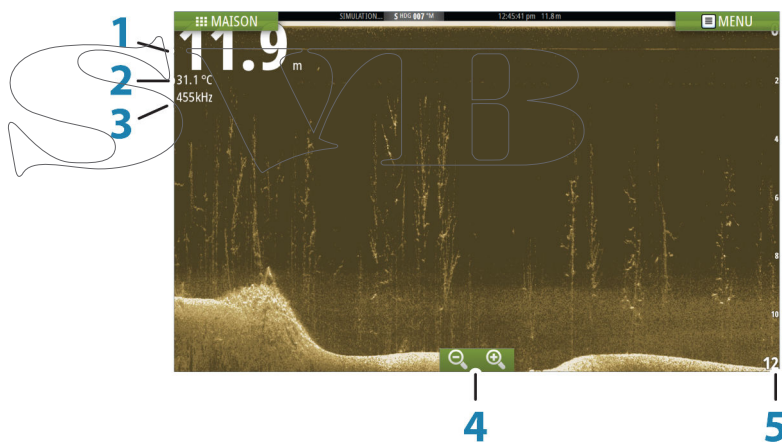 MAISON
SIMULATION... S HDG 007 °M 12:45:41 pm 11.8 m
MENU
1
11.9 m
2
31.1 °C
3
455kHz
SVB
0
2
4
6
8
10
12
4
5